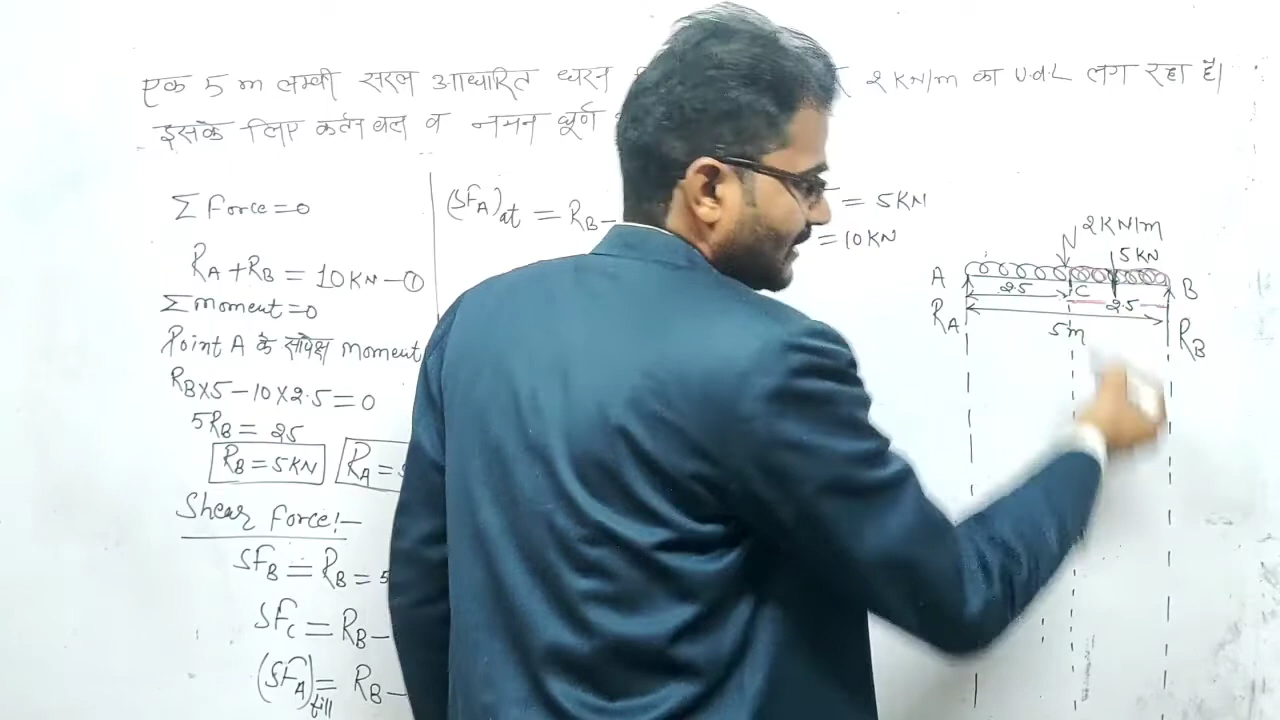 एक 5 m लम्बी सरल आधारित धरन 2 KN/m का U.d.L लग रहा है।
इसके लिए कर्तन बल व नमन घूर्ण
Σ Force = 0
RA + RB = 10 KN — ①
Σ moment = 0
Point A के सापेक्ष moment
RB × 5 − 10 × 2.5 = 0
5RB = 25
RB = 5 KN
RA =
Shear Force :-
SFB = RB = 5
SFC = RB −
(SFA)till = RB −
(SFA)at = RB −
= 5 KN
= 10 KN
2 KN/m
5 KN
A
C
B
2.5
2.5
RA
5m
RB